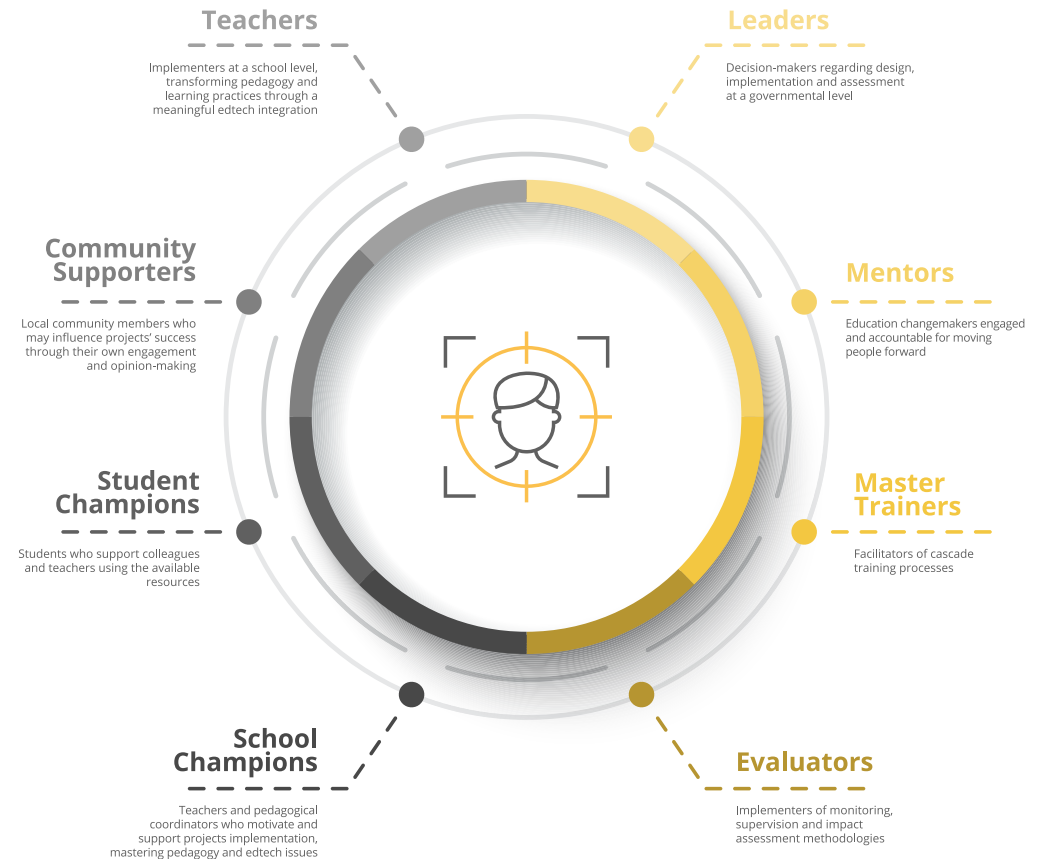 Teachers
Implementers at a school level,
transforming pedagogy and
learning practices through a
meaningful edtech integration
Leaders
Decision-makers regarding design,
implementation and assessment
at a governmental level
Community
Supporters
Local community members who
may influence projects' success
through their own engagement
and opinion-making
Mentors
Education changemakers engaged
and accountable for moving
people forward
Student
Champions
Students who support colleagues
and teachers using the available
resources
Master
Trainers
Facilitators of cascade
training processes
School
Champions
Teachers and pedagogical
coordinators who motivate and
support projects implementation,
mastering pedagogy and edtech issues
Evaluators
Implementers of monitoring,
supervision and impact
assessment methodologies